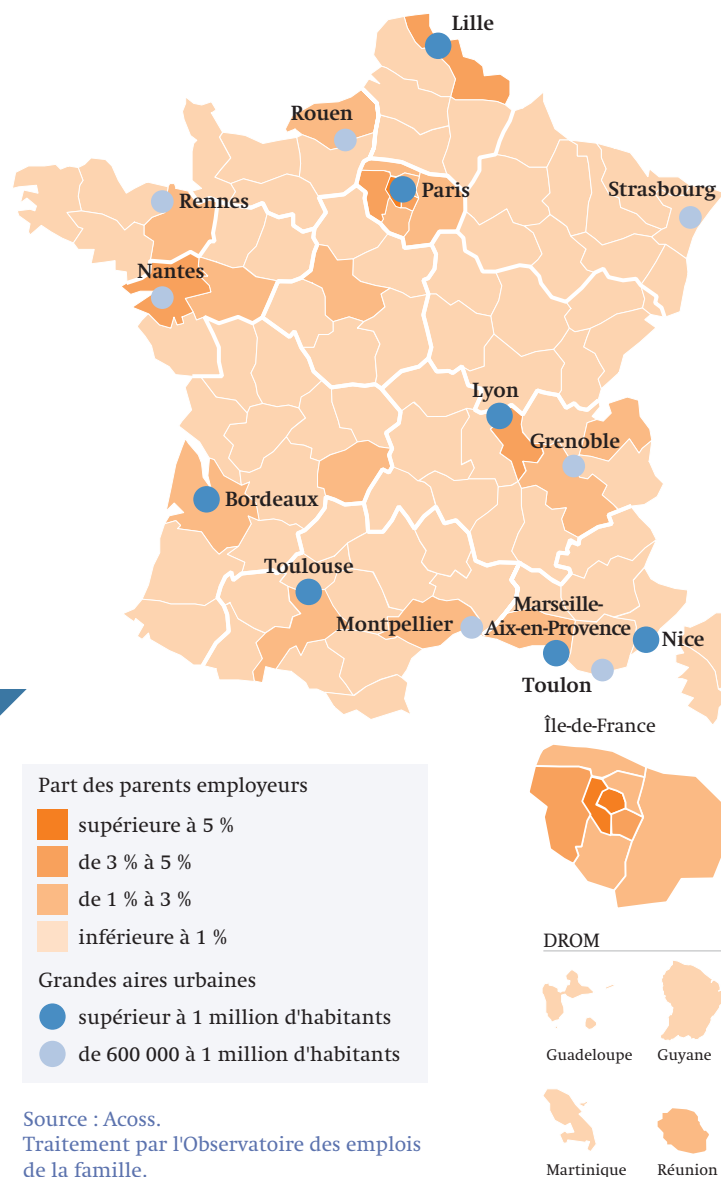 Lille
Rouen
Paris
Strasbourg
Rennes
Nantes
Lyon
Grenoble
Bordeaux
Toulouse
Montpellier
Marseille-
Aix-en-Provence
Nice
Toulon
Île-de-France
Part des parents employeurs
supérieure à 5 %
de 3 % à 5 %
de 1 % à 3 %
inférieure à 1 %
Grandes aires urbaines
supérieur à 1 million d'habitants
de 600 000 à 1 million d'habitants
DROM
Guadeloupe
Guyane
Martinique
Réunion
Source : Acoss.
Traitement par l'Observatoire des emplois
de la famille.